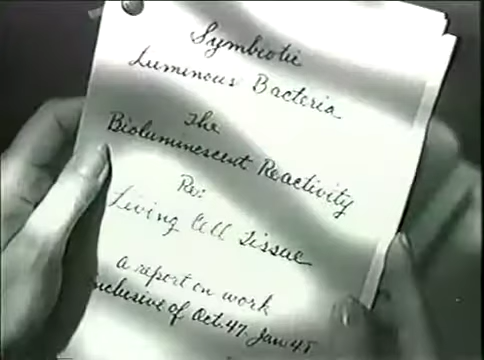 Symbiotic
Luminous Bacteria
The
Bioluminescent Reactivity
Re:
Living Cell Tissue
A report on work
inclusive of Oct. 47. Jan 48